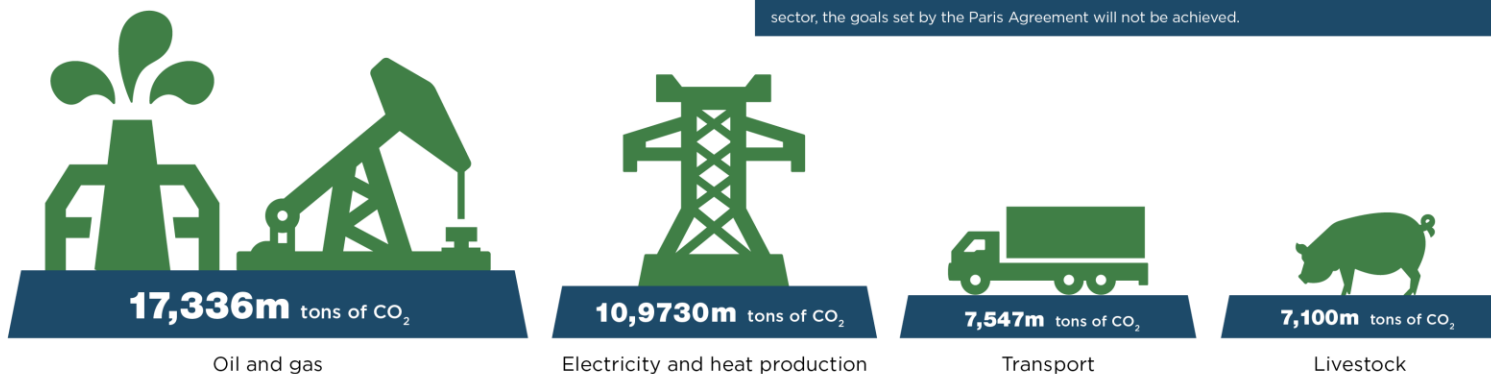 sector, the goals set by the Paris Agreement will not be achieved.
17,336m tons of CO₂
10,9730m tons of CO₂
7,547m tons of CO₂
7,100m tons of CO₂
Oil and gas
Electricity and heat production
Transport
Livestock